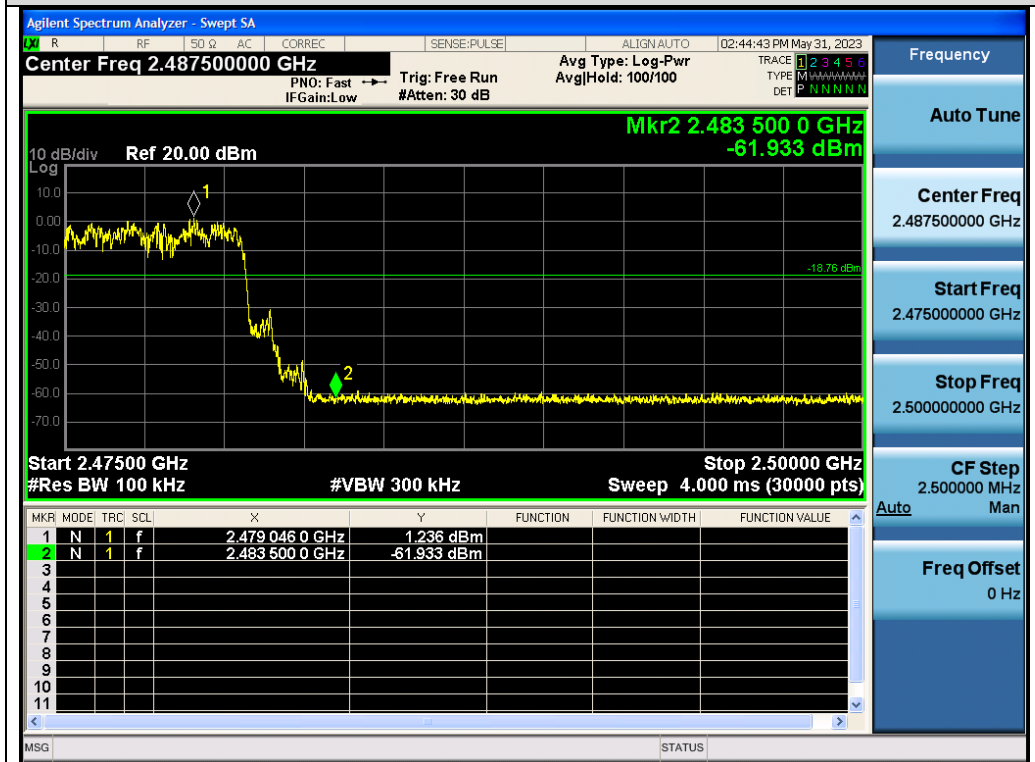 Agilent Spectrum Analyzer - Swept SA
LXI R RF 50 Ω AC CORREC SENSE:PULSE ALIGN AUTO 02:44:43 PM May 31, 2023
Center Freq 2.487500000 GHz
PNO: Fast
IFGain:Low
Trig: Free Run
#Atten: 30 dB
Avg Type: Log-Pwr
Avg|Hold: 100/100
TRACE 1 2 3 4 5 6
TYPE M WWWWW
DET P N N N N N
Mkr2 2.483 500 0 GHz
-61.933 dBm
10 dB/div Ref 20.00 dBm
Log
10.0
0.00
-10.0
-20.0
-30.0
-40.0
-50.0
-60.0
-70.0
1
-18.76 dBm
2
Start 2.47500 GHz Stop 2.50000 GHz
#Res BW 100 kHz #VBW 300 kHz Sweep 4.000 ms (30000 pts)
MKR MODE TRC SCL X Y FUNCTION FUNCTION WIDTH FUNCTION VALUE
1 N 1 f 2.479 046 0 GHz 1.236 dBm
2 N 1 f 2.483 500 0 GHz -61.933 dBm
3
4
5
6
7
8
9
10
11
MSG STATUS
Frequency
Auto Tune
Center Freq
2.487500000 GHz
Start Freq
2.475000000 GHz
Stop Freq
2.500000000 GHz
CF Step
2.500000 MHz
Auto Man
Freq Offset
0 Hz